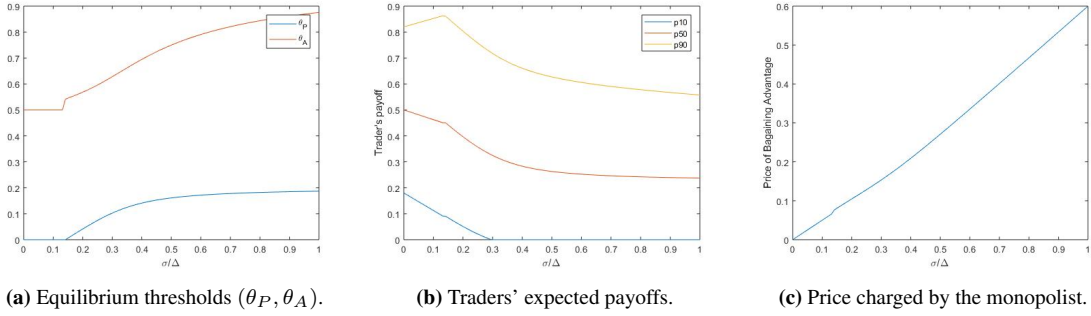 0.9
0.8
0.7
0.6
0.5
0.4
0.3
0.2
0.1
0
0 0.1 0.2 0.3 0.4 0.5 0.6 0.7 0.8 0.9 1
σ/Δ
θ_P
θ_A
(a) Equilibrium thresholds (θ_P, θ_A).
Trader's payoff
0.9
0.8
0.7
0.6
0.5
0.4
0.3
0.2
0.1
0
0 0.1 0.2 0.3 0.4 0.5 0.6 0.7 0.8 0.9 1
σ/Δ
p10
p50
p90
(b) Traders' expected payoffs.
Price of Bagaining Advantage
0.6
0.5
0.4
0.3
0.2
0.1
0
0 0.1 0.2 0.3 0.4 0.5 0.6 0.7 0.8 0.9 1
σ/Δ
(c) Price charged by the monopolist.